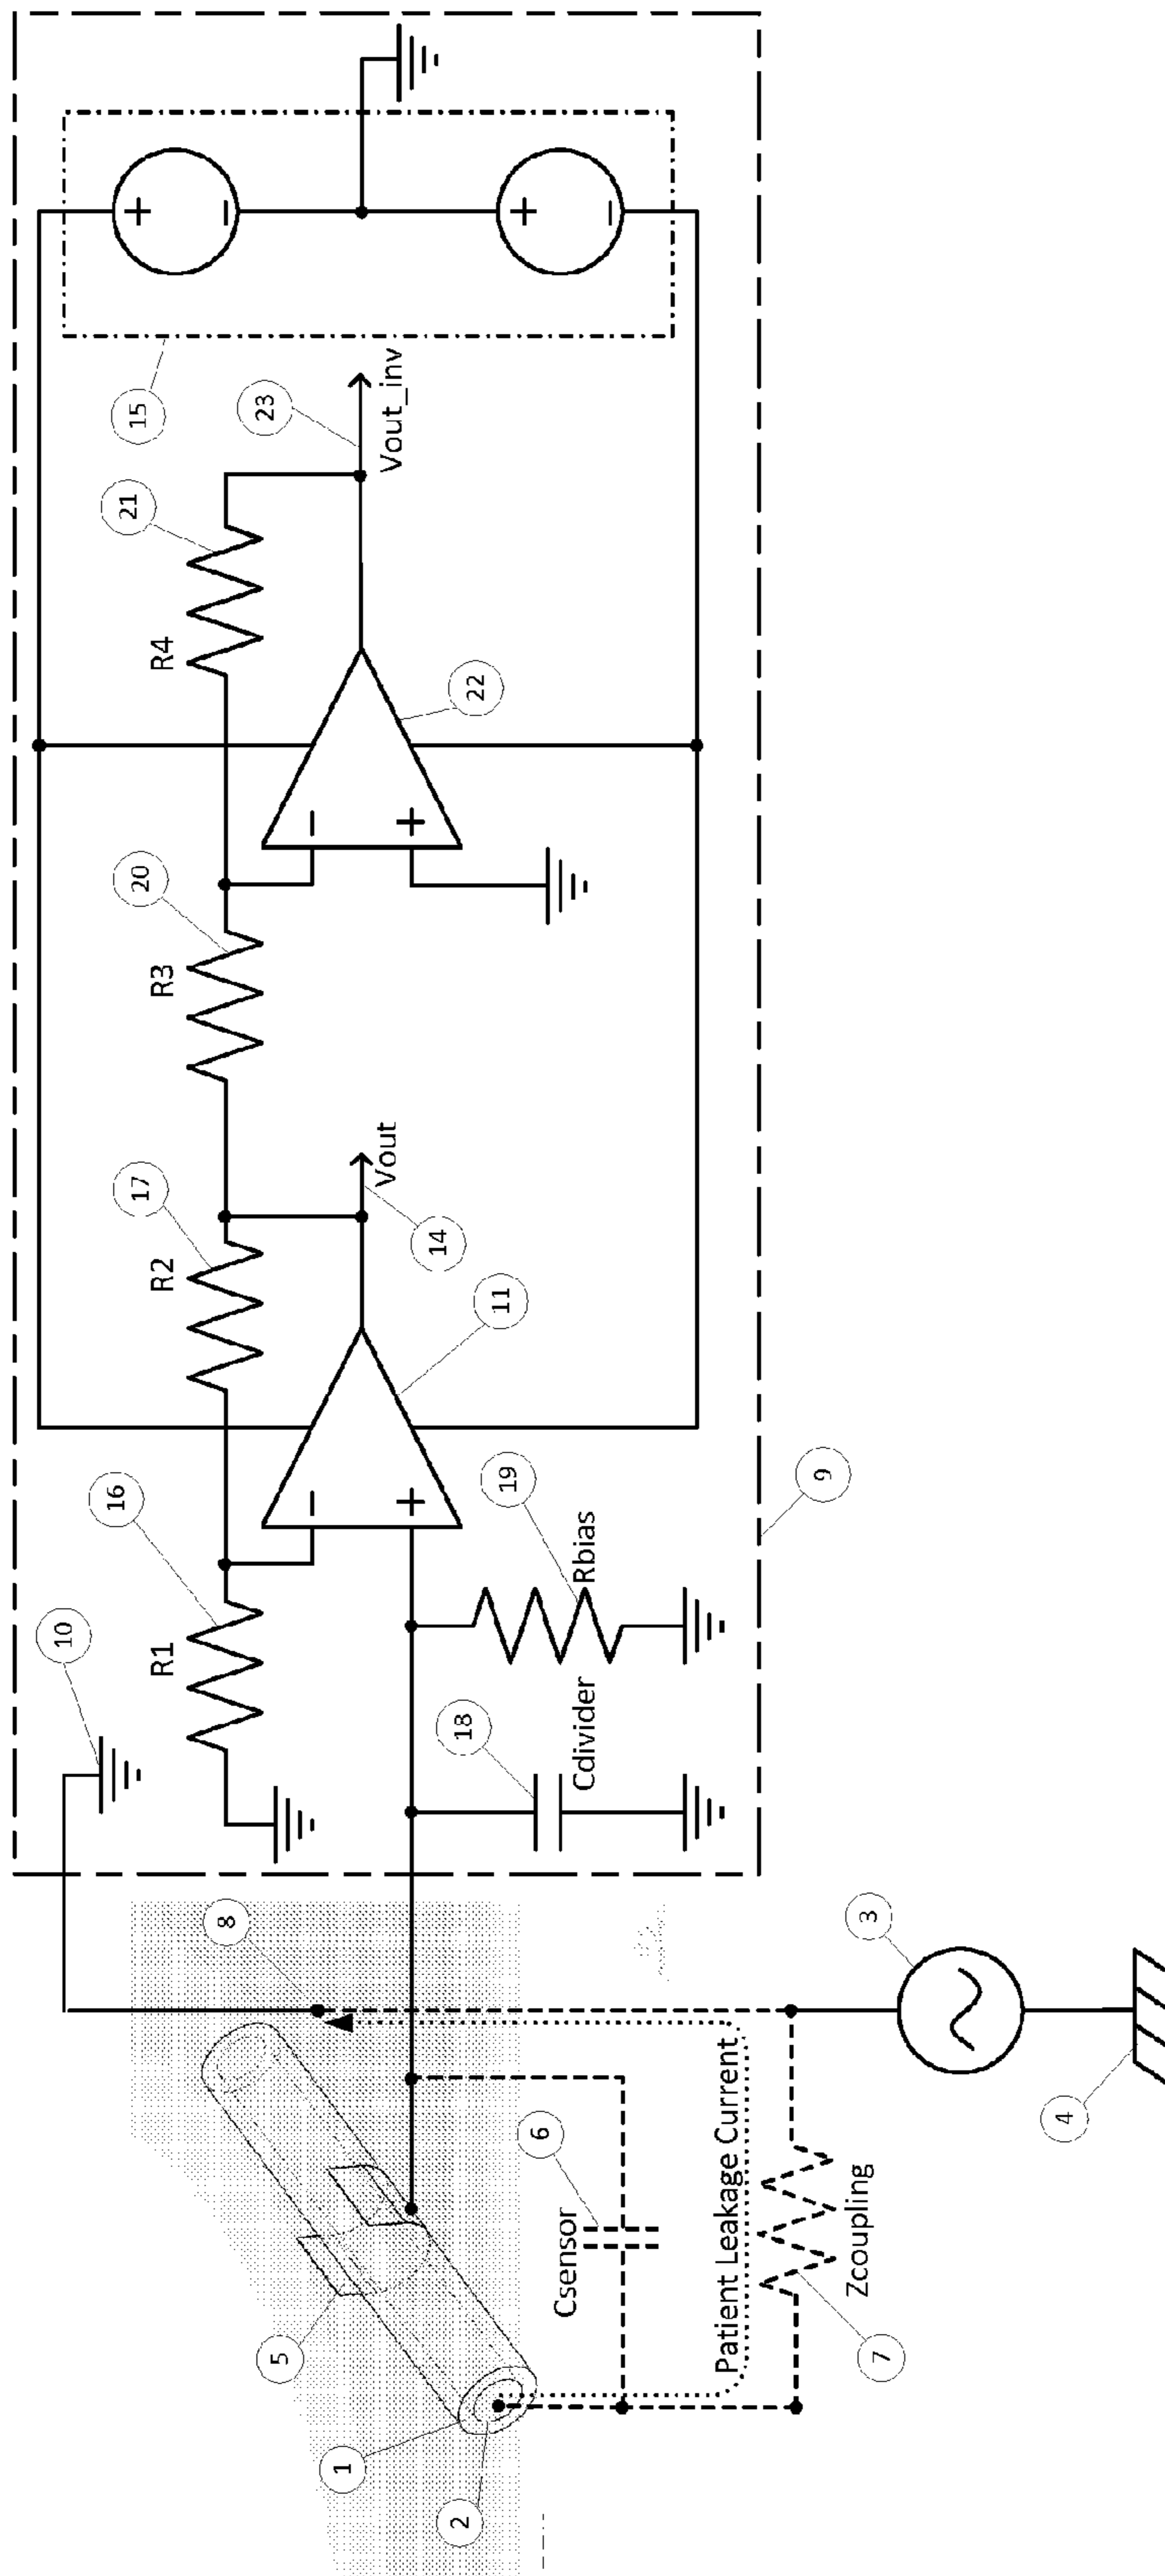 10
R1
16
R2
17
R3
20
R4
21
15
23
Vout_inv
Vout
14
11
22
−
+
−
+
+
−
+
−
8
5
1
2
Csensor
6
Patient Leakage Current
Zcoupling
7
18
Cdivider
19
Rbias
9
3
4